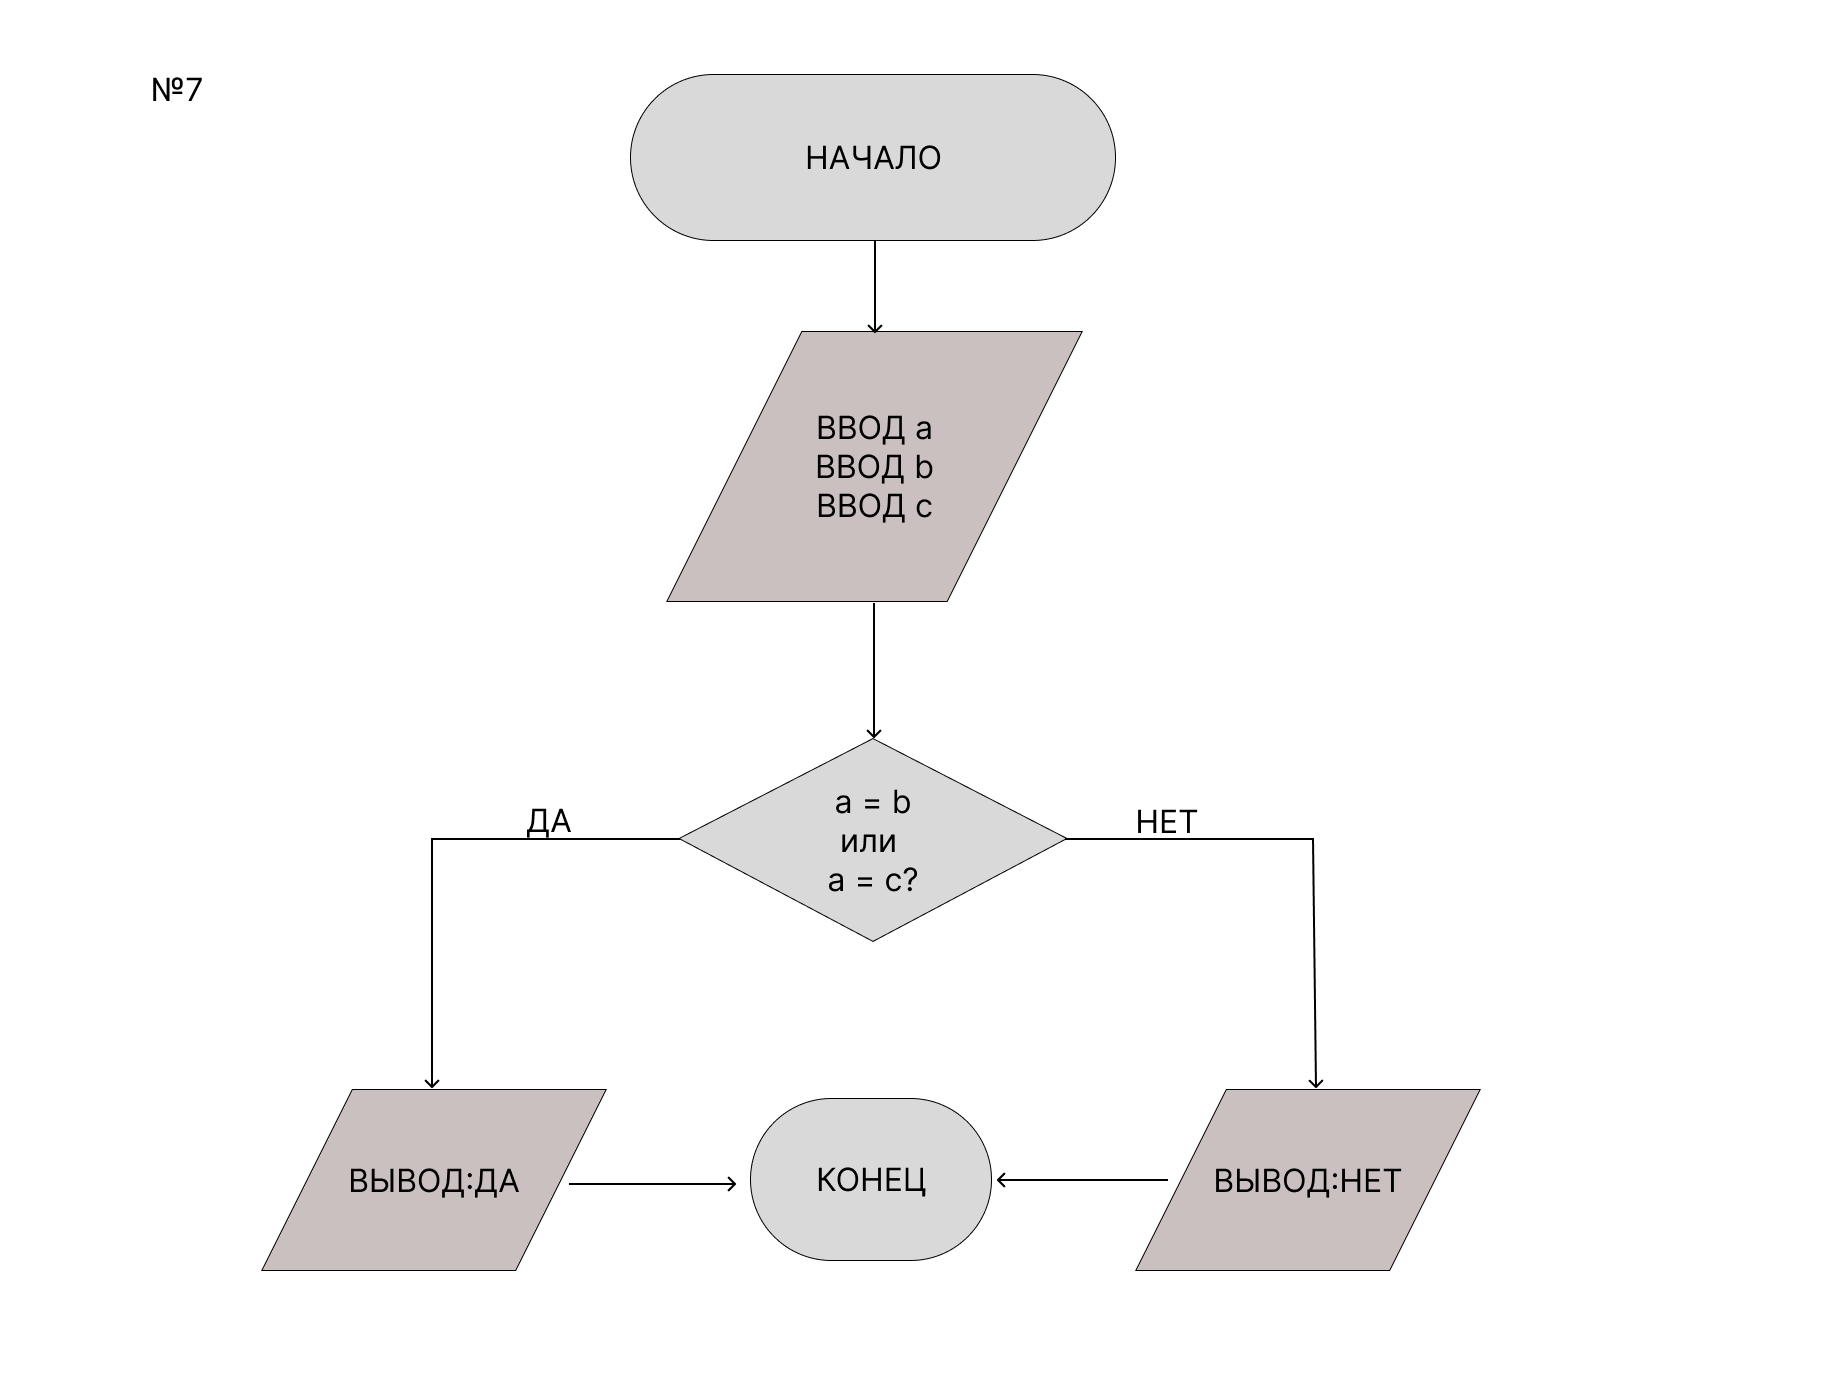 №7
НАЧАЛО
ВВОД a
ВВОД b
ВВОД c
a = b
или
a = c?
ДА
НЕТ
ВЫВОД:ДА
КОНЕЦ
ВЫВОД:НЕТ